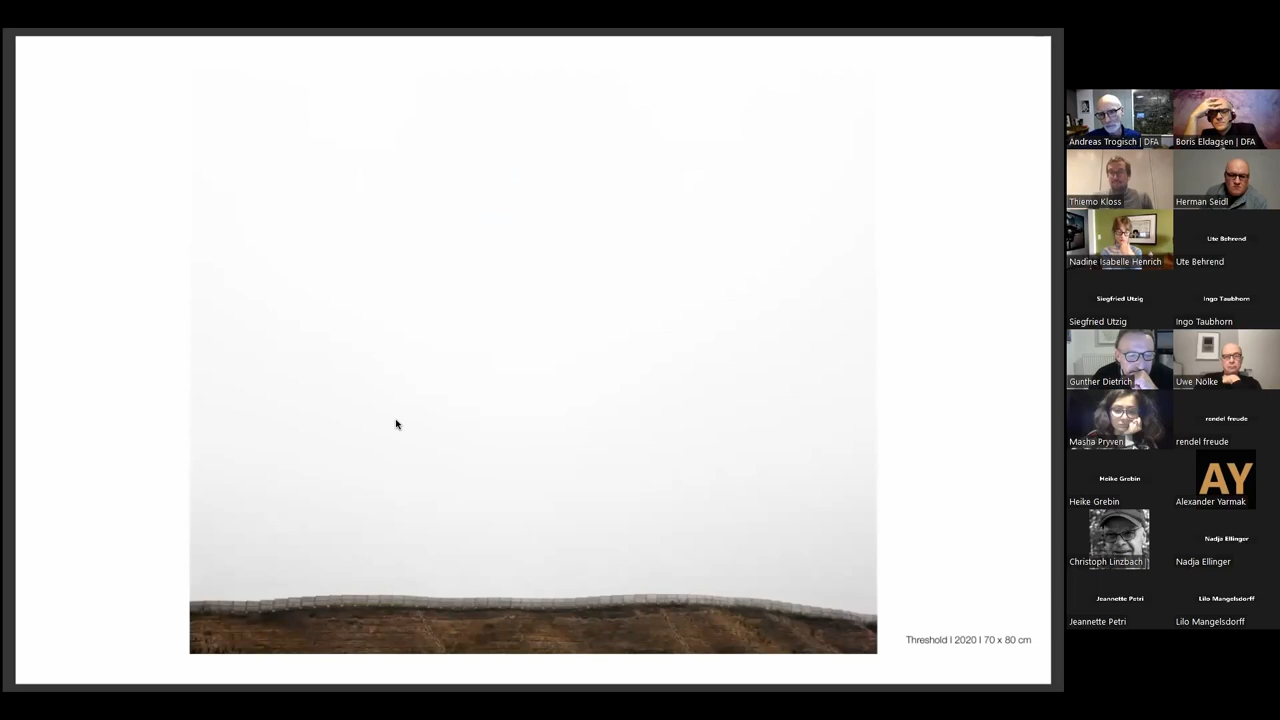 Threshold I 2020 I 70 x 80 cm
Andreas Trogisch | DFA
Boris Eldagsen | DFA
Thiemo Kloss
Herman Seidl
Nadine Isabelle Henrich
Ute Behrend
Ute Behrend
Siegfried Utzig
Siegfried Utzig
Ingo Taubhorn
Ingo Taubhorn
Gunther Dietrich
Uwe Nölke
Masha Pryven
rendel freude
rendel freude
Heike Grebin
Heike Grebin
AY
Alexander Yarmak
Christoph Linzbach
Nadja Ellinger
Nadja Ellinger
Jeannette Petri
Jeannette Petri
Lilo Mangelsdorff
Lilo Mangelsdorff